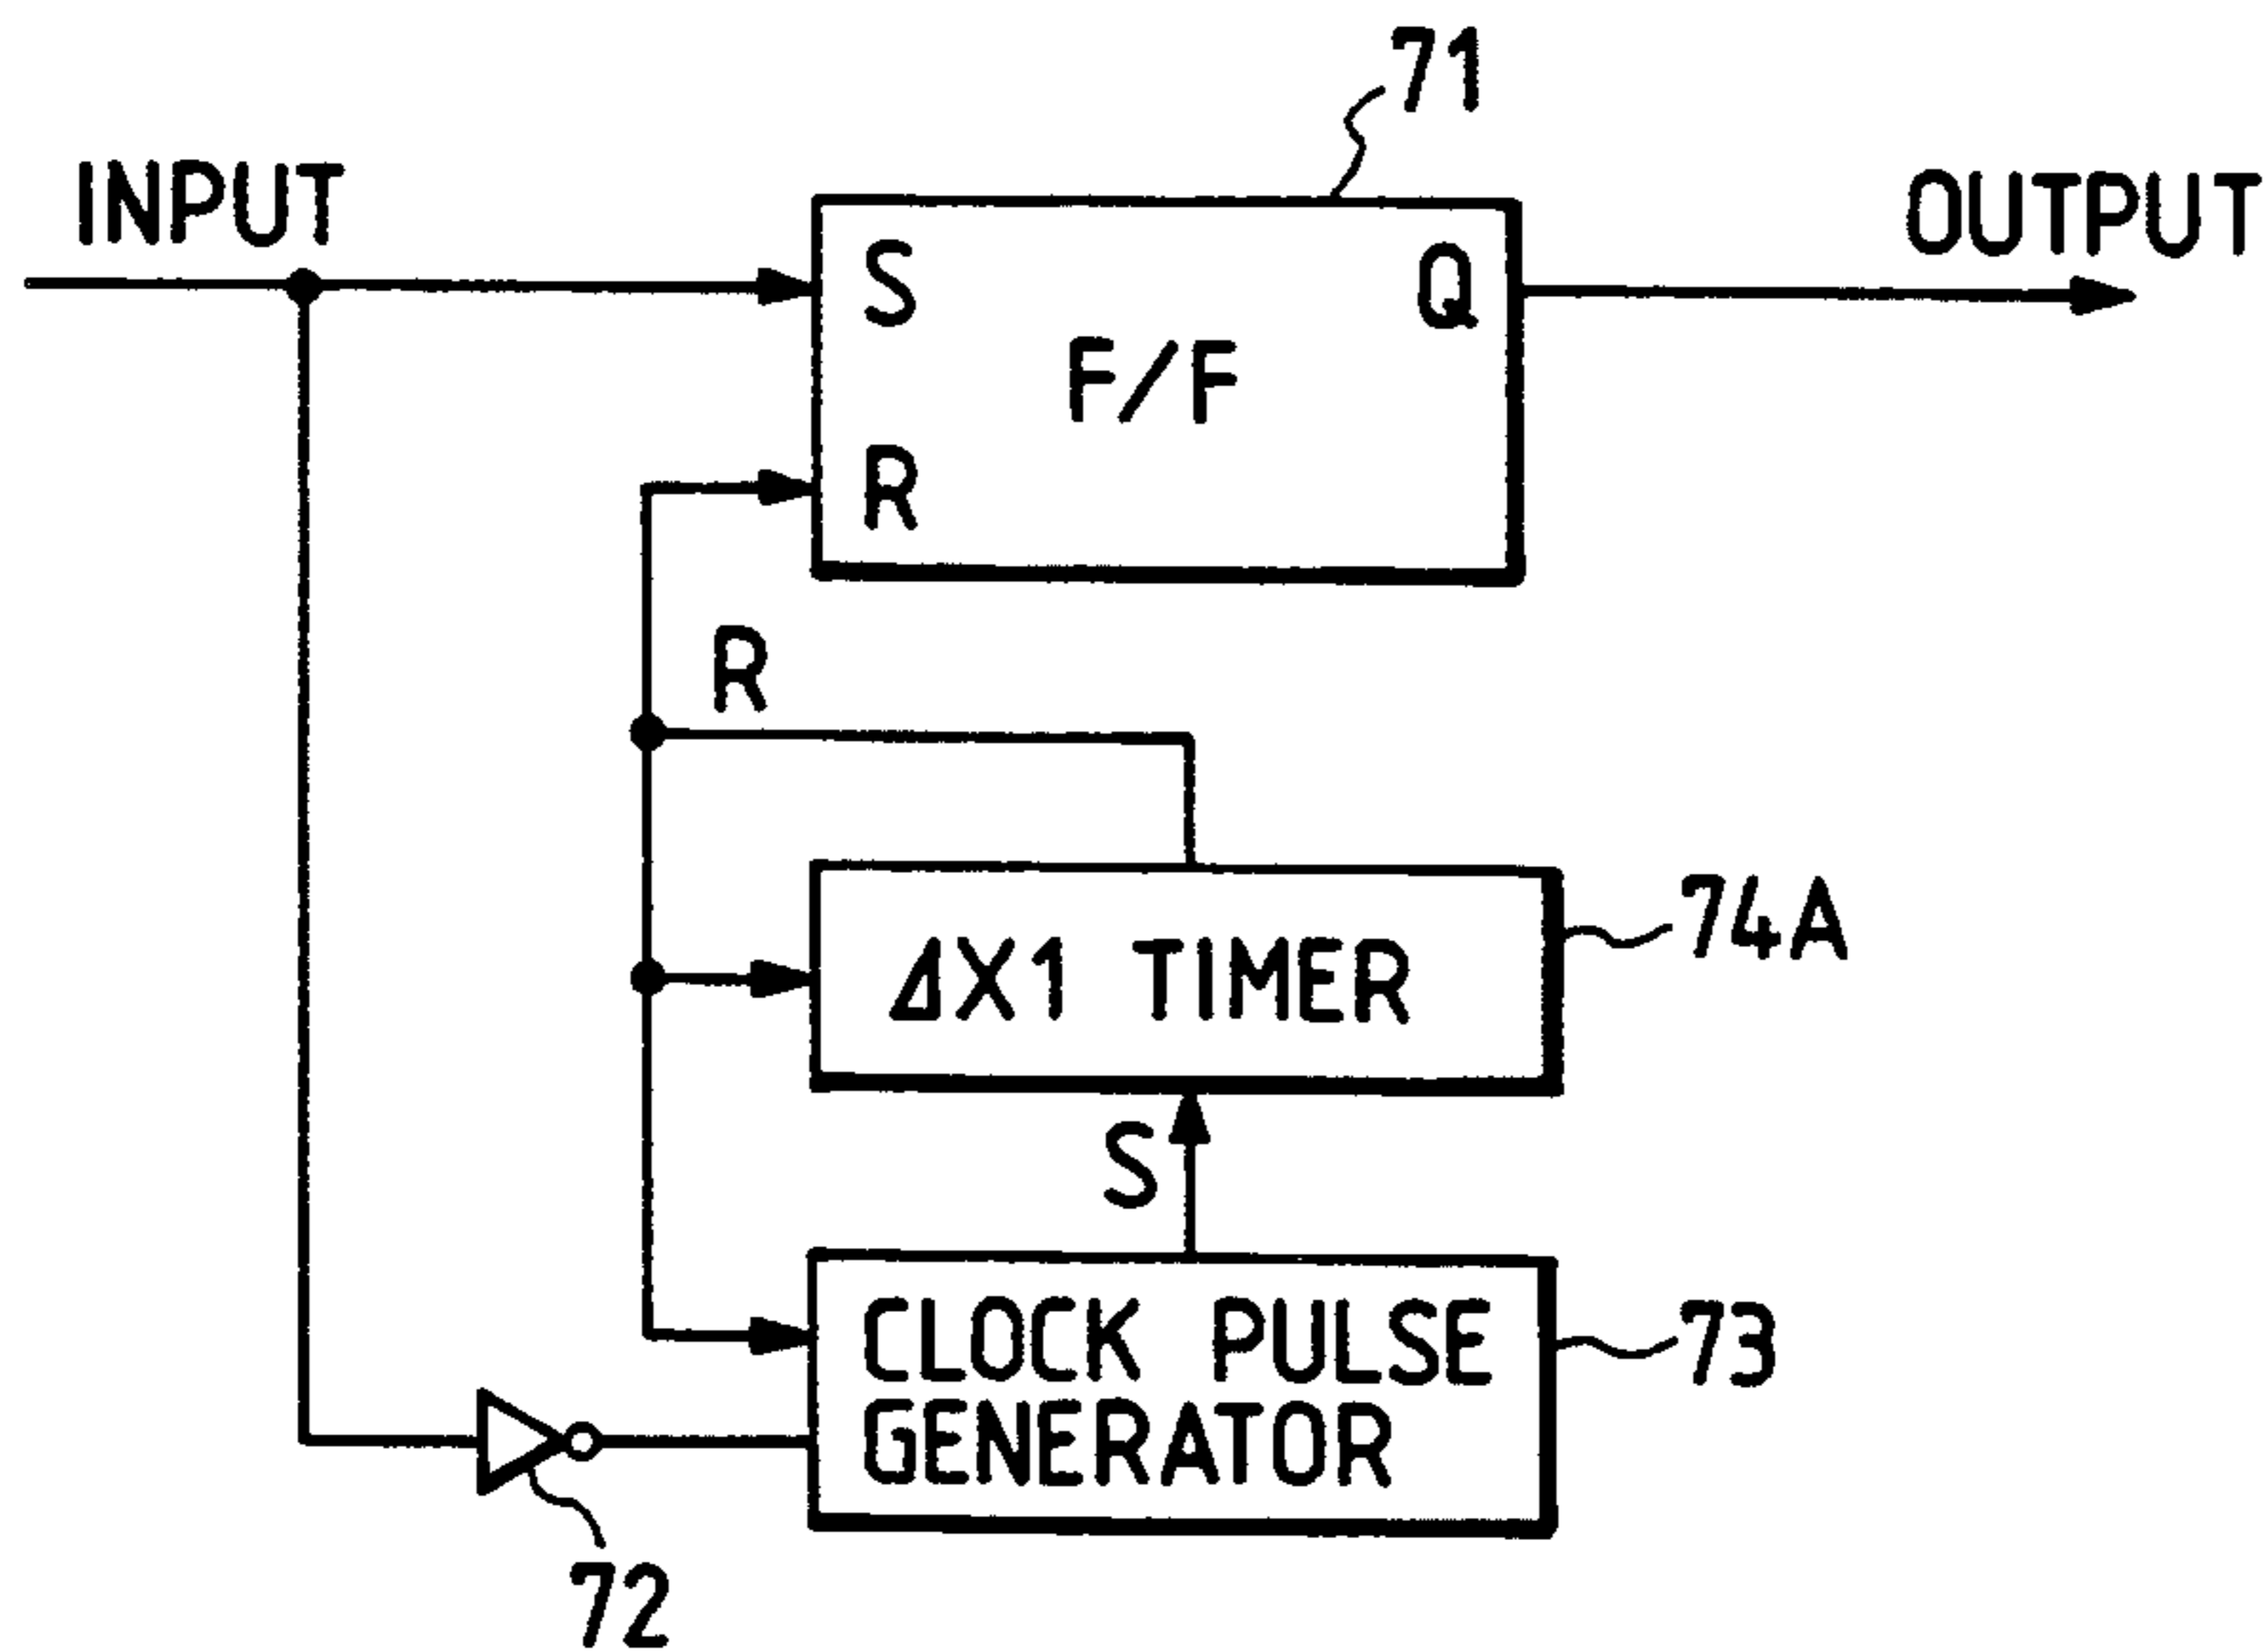 71
INPUT
OUTPUT
S
Q
F/F
R
R
ΔX1 TIMER
74A
S
CLOCK PULSE
GENERATOR
73
72